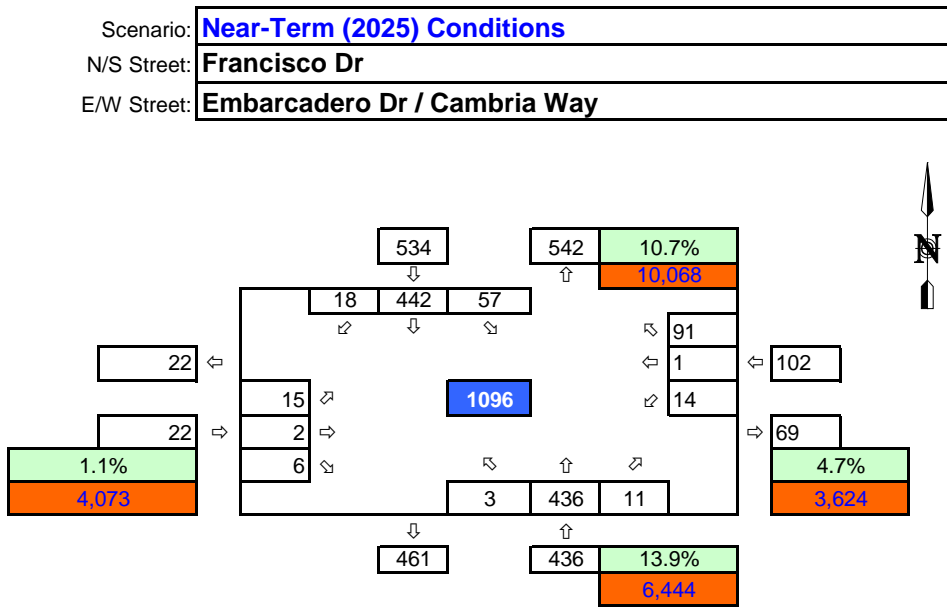 Scenario: Near-Term (2025) Conditions
N/S Street: Francisco Dr
E/W Street: Embarcadero Dr / Cambria Way
N
534 542 10.7%
⇩ ⇧ 10,068
18 442 57
⬃ ⇩ ⬂ ⬁ 91
22 ⇦ ⇦ 1 ⇦ 102
15 ⬀ 1096 ⬃ 14
22 ⇨ 2 ⇨ ⇨ 69
1.1% 6 ⬂ ⬁ ⇧ ⬀ 4.7%
4,073 3 436 11 3,624
⇩ ⇧
461 436 13.9%
6,444